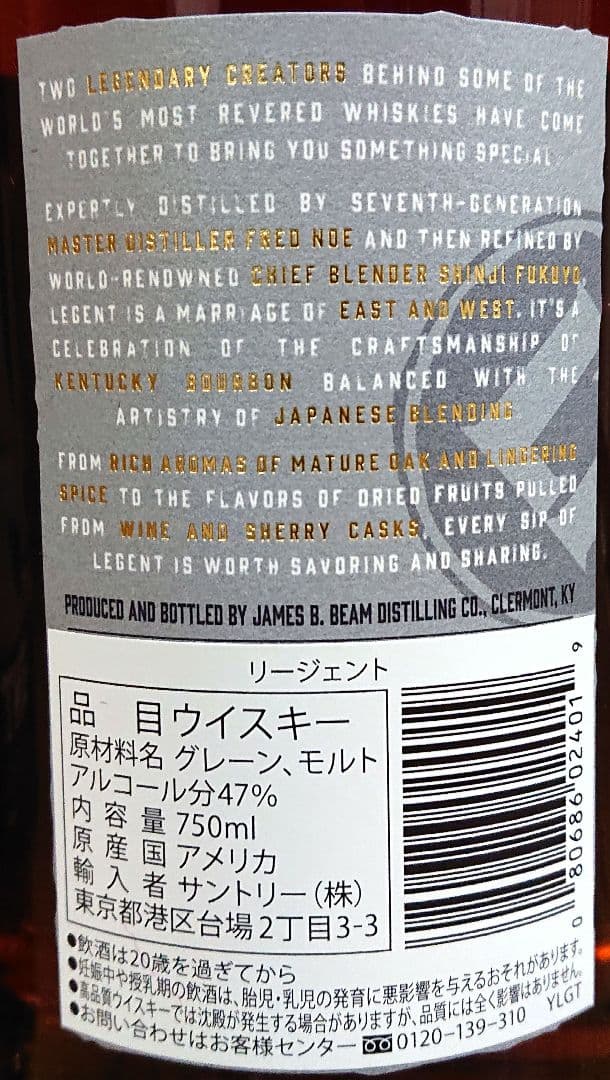 TWO LEGENDARY CREATORS BEHIND SOME OF THE
WORLD'S MOST REVERED WHISKIES HAVE COME
TOGETHER TO BRING YOU SOMETHING SPECIAL
EXPERTLY DISTILLED BY SEVENTH-GENERATION
MASTER DISTILLER FRED NOE AND THEN REFINED BY
WORLD-RENOWNED CHIEF BLENDER SHINJI FUKUYO,
LEGENT IS A MARRIAGE OF EAST AND WEST. IT'S A
CELEBRATION OF THE CRAFTSMANSHIP OF
KENTUCKY BOURBON BALANCED WITH THE
ARTISTRY OF JAPANESE BLENDING
FROM RICH AROMAS OF MATURE OAK AND LINGERING
SPICE TO THE FLAVORS OF DRIED FRUITS PULLED
FROM WINE AND SHERRY CASKS, EVERY SIP OF
LEGENT IS WORTH SAVORING AND SHARING.
PRODUCED AND BOTTLED BY JAMES B. BEAM DISTILLING CO., CLERMONT, KY
リージェント
品 目 ウイスキー
原材料名 グレーン、モルト
アルコール分47%
内容量 750ml
原産国 アメリカ
輸入者 サントリー(株)
東京都港区台場2丁目3-3
0 80686 02401 9
●飲酒は20歳を過ぎてから
●妊娠中や授乳期の飲酒は、胎児・乳児の発育に悪影響を与えるおそれがあります。
●高品質ウイスキーでは沈殿が発生する場合がありますが、品質には全く影響はありません。
●お問い合わせはお客様センター 0120-139-310 YLGT